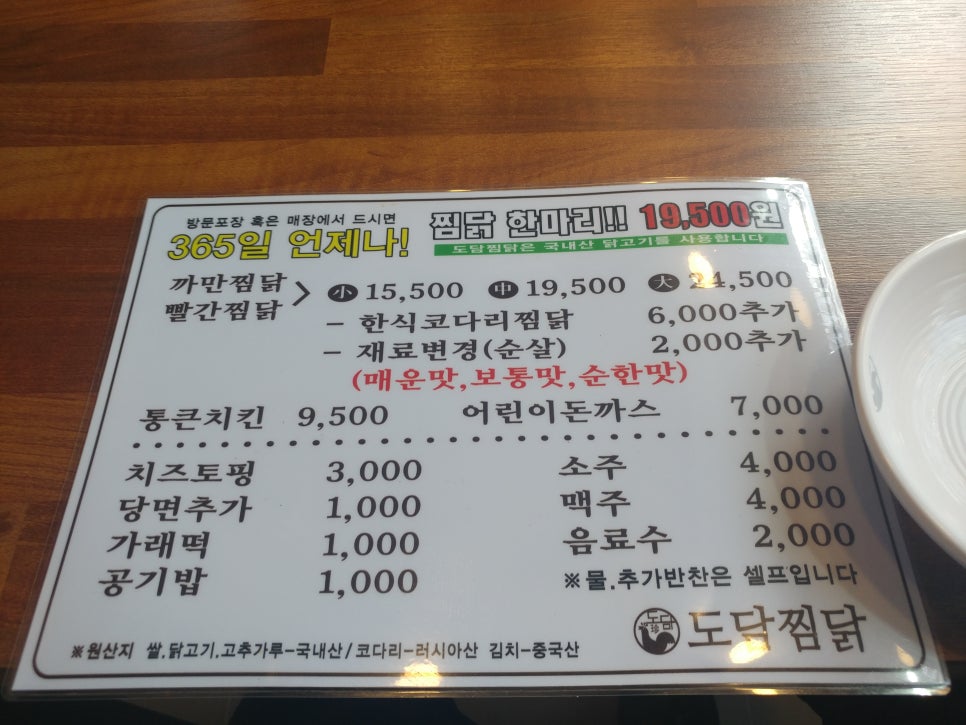 방문포장 혹은 매장에서 드시면
365일 언제나!
찜닭 한마리!! 19,500원
도담찜닭은 국내산 닭고기를 사용합니다
까만찜닭
빨간찜닭
> 小 15,500 中 19,500 大 24,500
- 한식코다리찜닭 6,000추가
- 재료변경(순살) 2,000추가
(매운맛,보통맛,순한맛)
통큰치킨 9,500 어린이돈까스 7,000
치즈토핑 3,000 소주 4,000
당면추가 1,000 맥주 4,000
가래떡 1,000 음료수 2,000
공기밥 1,000 ※물.추가반찬은 셀프입니다
도담 도담찜닭
※원산지 쌀.닭고기.고추가루-국내산/코다리-러시아산 김치-중국산